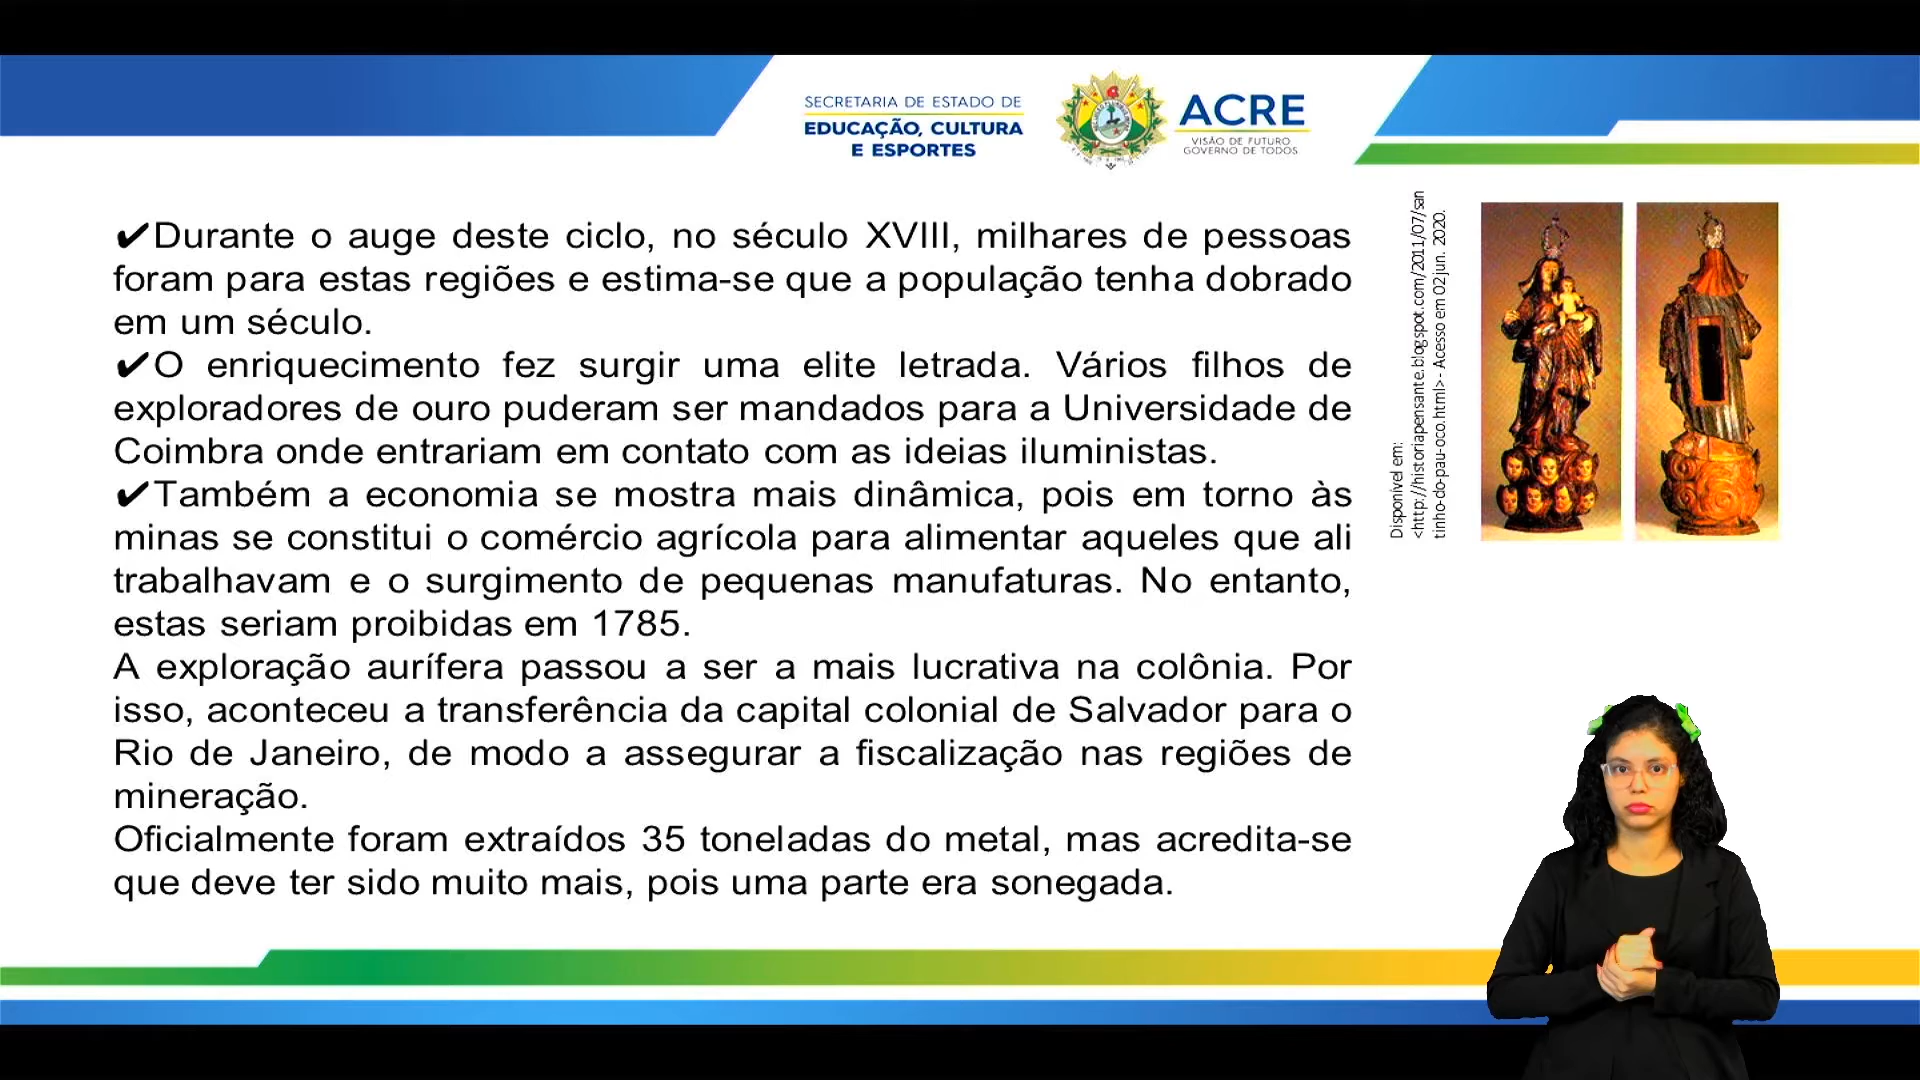 SECRETARIA DE ESTADO DE
EDUCAÇÃO, CULTURA
E ESPORTES
ACRE
VISÃO DE FUTURO
GOVERNO DE TODOS
✔Durante o auge deste ciclo, no século XVIII, milhares de pessoas
foram para estas regiões e estima-se que a população tenha dobrado
em um século.
✔O enriquecimento fez surgir uma elite letrada. Vários filhos de
exploradores de ouro puderam ser mandados para a Universidade de
Coimbra onde entrariam em contato com as ideias iluministas.
✔Também a economia se mostra mais dinâmica, pois em torno às
minas se constitui o comércio agrícola para alimentar aqueles que ali
trabalhavam e o surgimento de pequenas manufaturas. No entanto,
estas seriam proibidas em 1785.
A exploração aurífera passou a ser a mais lucrativa na colônia. Por
isso, aconteceu a transferência da capital colonial de Salvador para o
Rio de Janeiro, de modo a assegurar a fiscalização nas regiões de
mineração.
Oficialmente foram extraídos 35 toneladas do metal, mas acredita-se
que deve ter sido muito mais, pois uma parte era sonegada.
Disponível em:
<http://historiapensante.blogspot.com/2011/07/san
tinho-do-pau-oco.html> - Acesso em 02 jun. 2020.